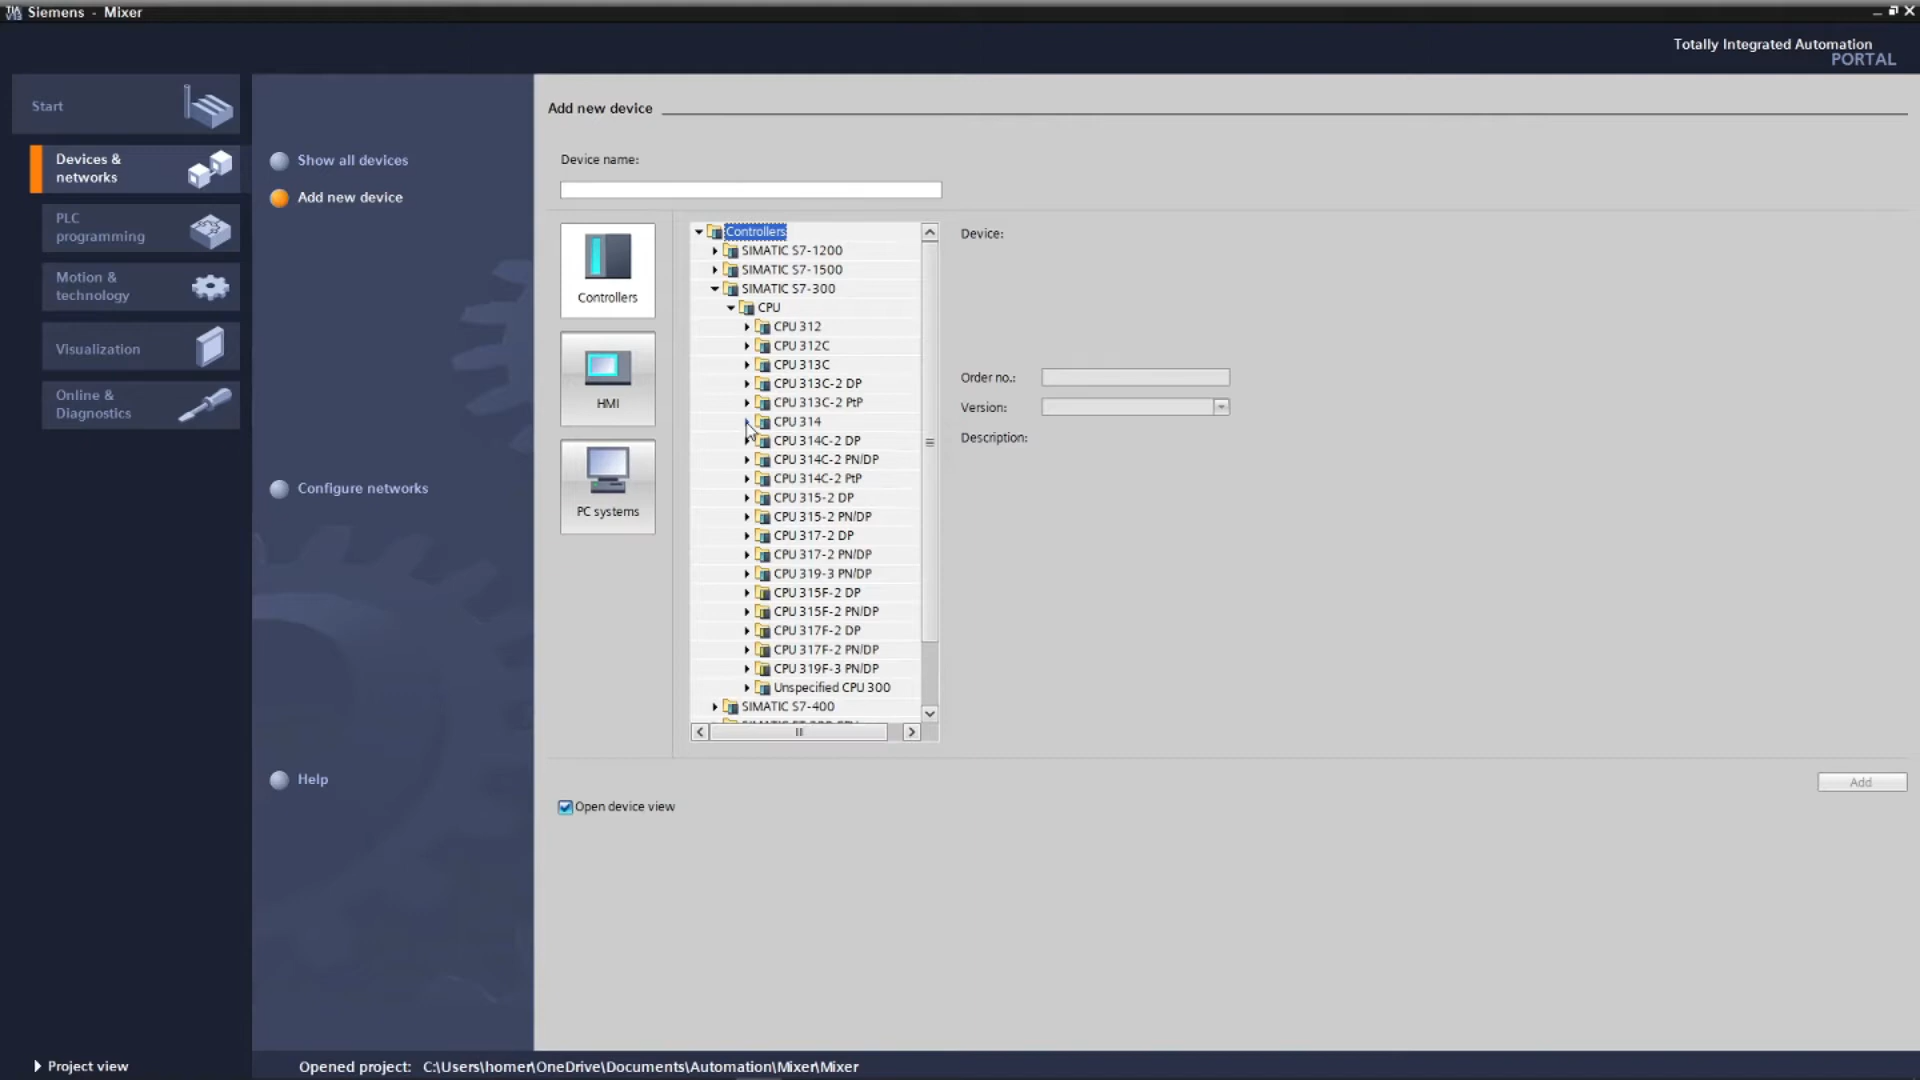 Siemens - Mixer
Totally Integrated Automation
PORTAL
Start
Devices &
networks
PLC
programming
Motion &
technology
Visualization
Online &
Diagnostics
Show all devices
Add new device
Configure networks
Help
Add new device
Device name:
Controllers
HMI
PC systems
Controllers
SIMATIC S7-1200
SIMATIC S7-1500
SIMATIC S7-300
CPU
CPU 312
CPU 312C
CPU 313C
CPU 313C-2 DP
CPU 313C-2 PtP
CPU 314
CPU 314C-2 DP
CPU 314C-2 PN/DP
CPU 314C-2 PtP
CPU 315-2 DP
CPU 315-2 PN/DP
CPU 317-2 DP
CPU 317-2 PN/DP
CPU 319-3 PN/DP
CPU 315F-2 DP
CPU 315F-2 PN/DP
CPU 317F-2 DP
CPU 317F-2 PN/DP
CPU 319F-3 PN/DP
Unspecified CPU 300
SIMATIC S7-400
Device:
Order no.:
Version:
Description:
Add
Open device view
Project view
Opened project: C:\Users\homer\OneDrive\Documents\Automation\Mixer\Mixer